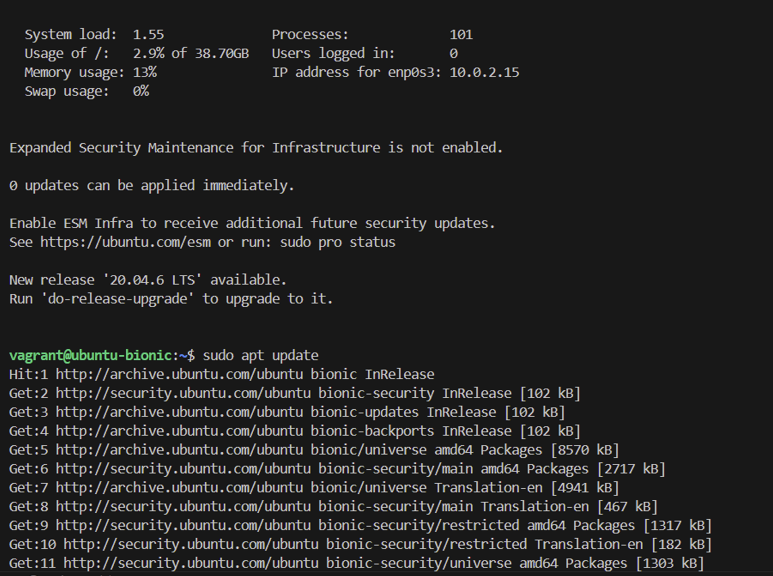 System load:  1.55              Processes:             101
Usage of /:   2.9% of 38.70GB   Users logged in:       0
Memory usage: 13%               IP address for enp0s3: 10.0.2.15
Swap usage:   0%
Expanded Security Maintenance for Infrastructure is not enabled.
0 updates can be applied immediately.
Enable ESM Infra to receive additional future security updates.
See https://ubuntu.com/esm or run: sudo pro status
New release '20.04.6 LTS' available.
Run 'do-release-upgrade' to upgrade to it.
vagrant@ubuntu-bionic:~$ sudo apt update
Hit:1 http://archive.ubuntu.com/ubuntu bionic InRelease
Get:2 http://security.ubuntu.com/ubuntu bionic-security InRelease [102 kB]
Get:3 http://archive.ubuntu.com/ubuntu bionic-updates InRelease [102 kB]
Get:4 http://archive.ubuntu.com/ubuntu bionic-backports InRelease [102 kB]
Get:5 http://archive.ubuntu.com/ubuntu bionic/universe amd64 Packages [8570 kB]
Get:6 http://security.ubuntu.com/ubuntu bionic-security/main amd64 Packages [2717 kB]
Get:7 http://archive.ubuntu.com/ubuntu bionic/universe Translation-en [4941 kB]
Get:8 http://security.ubuntu.com/ubuntu bionic-security/main Translation-en [467 kB]
Get:9 http://security.ubuntu.com/ubuntu bionic-security/restricted amd64 Packages [1317 kB]
Get:10 http://security.ubuntu.com/ubuntu bionic-security/restricted Translation-en [182 kB]
Get:11 http://security.ubuntu.com/ubuntu bionic-security/universe amd64 Packages [1303 kB]